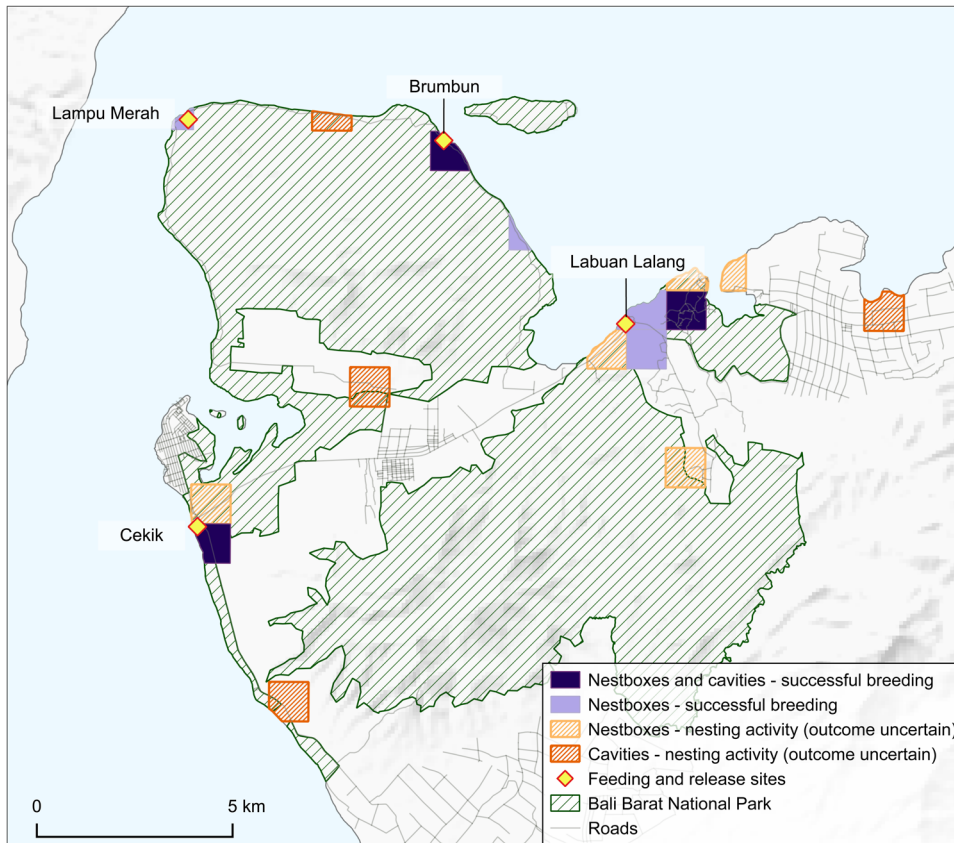 Brumbun
Lampu Merah
Labuan Lalang
Cekik
Nestboxes and cavities - successful breeding
Nestboxes - successful breeding
Nestboxes - nesting activity (outcome uncertain)
Cavities - nesting activity (outcome uncertain)
Feeding and release sites
Bali Barat National Park
Roads
0 5 km